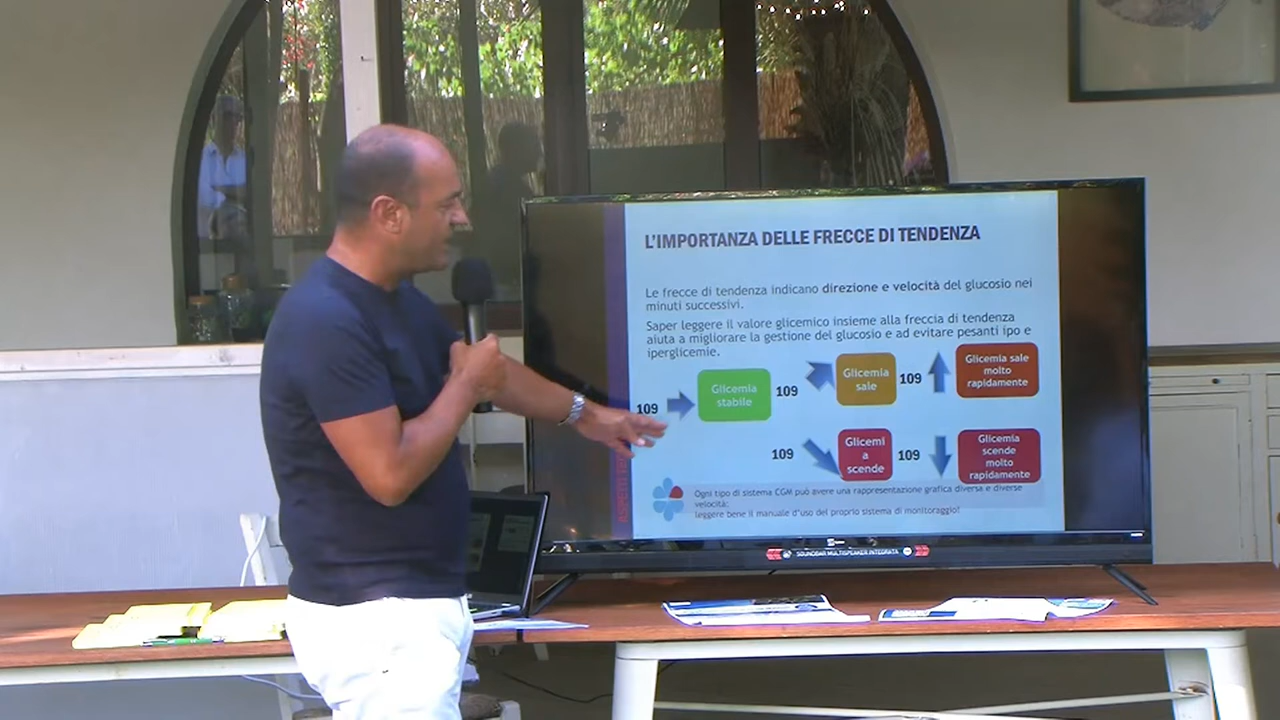 L'IMPORTANZA DELLE FRECCE DI TENDENZA
Le frecce di tendenza indicano direzione e velocità del glucosio nei
minuti successivi.
Saper leggere il valore glicemico insieme alla freccia di tendenza
aiuta a migliorare la gestione del glucosio e ad evitare pesanti ipo e
iperglicemie.
109
Glicemia
stabile
109
Glicemia
sale
109
Glicemia sale
molto
rapidamente
109
Glicemi
a
scende
109
Glicemia
scende
molto
rapidamente
Ogni tipo di sistema CGM può avere una rappresentazione grafica diversa e diverse
velocità:
leggere bene il manuale d'uso del proprio sistema di monitoraggio!
SOUNDBAR MULTISPEAKER INTEGRATA